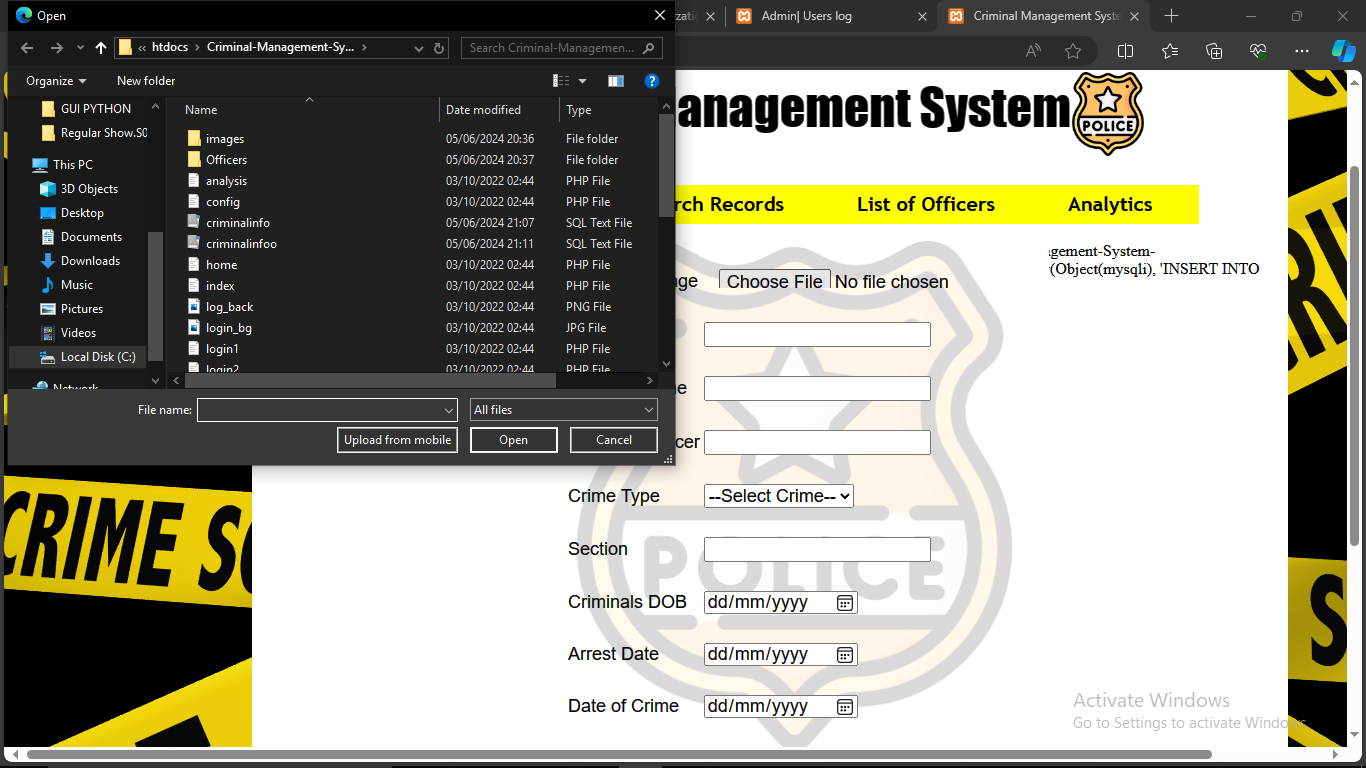 Open
Admin| Users log
Criminal Management Syste
« htdocs › Criminal-Management-Sy... ›
Search Criminal-Managemen...
Organize
New folder
anagement System
POLICE
rch Records
List of Officers
Analytics
GUI PYTHON
Regular Show.S0
This PC
3D Objects
Desktop
Documents
Downloads
Music
Pictures
Videos
Local Disk (C:)
Network
Name Date modified Type
images 05/06/2024 20:36 File folder
Officers 05/06/2024 20:37 File folder
analysis 03/10/2022 02:44 PHP File
config 03/10/2022 02:44 PHP File
criminalinfo 05/06/2024 21:07 SQL Text File
criminalinfoo 05/06/2024 21:11 SQL Text File
home 03/10/2022 02:44 PHP File
index 03/10/2022 02:44 PHP File
log_back 03/10/2022 02:44 PNG File
login_bg 03/10/2022 02:44 JPG File
login1 03/10/2022 02:44 PHP File
login2 03/10/2022 02:44 PHP File
File name:
All files
Upload from mobile
Open
Cancel
gement-System-
(Object(mysqli), 'INSERT INTO
Choose File No file chosen
cer
Crime Type --Select Crime--
Section
POLICE
Criminals DOB dd/mm/yyyy
Arrest Date dd/mm/yyyy
Date of Crime dd/mm/yyyy
CRIME SC
Activate Windows
Go to Settings to activate Windows.